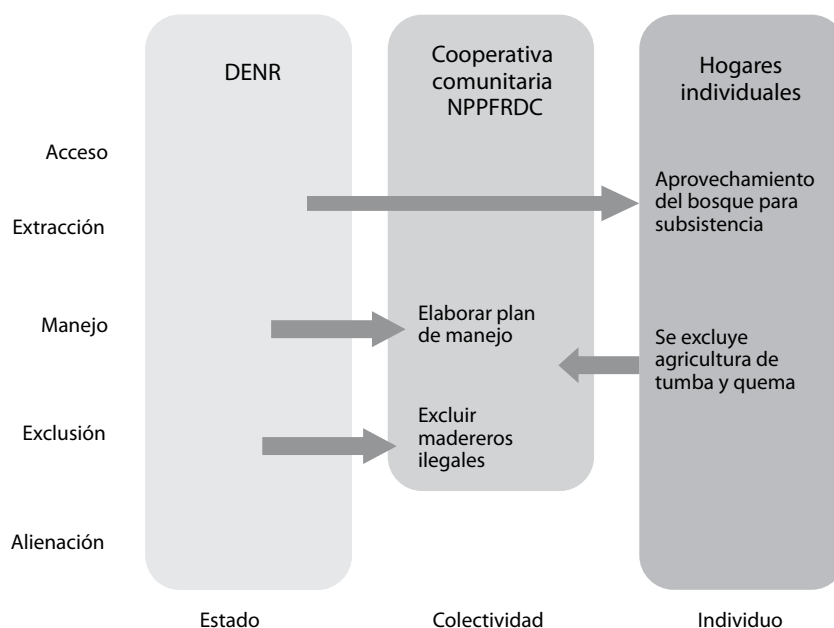 DENR
Cooperativa
comunitaria
NPPFRDC
Hogares
individuales
Acceso
Extracción
Manejo
Exclusión
Alienación
Aprovechamiento
del bosque para
subsistencia
Elaborar plan
de manejo
Se excluye
agricultura de
tumba y quema
Excluir
madereros
ilegales
Estado
Colectividad
Individuo